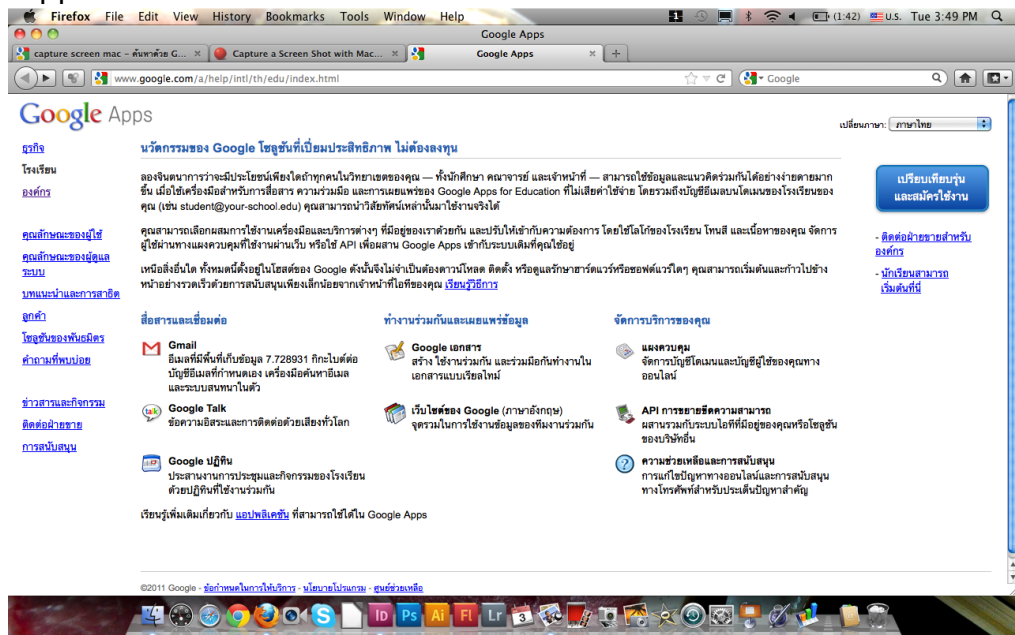 Firefox File Edit View History Bookmarks Tools Window Help (1:42) U.S. Tue 3:49 PM
Google Apps
capture screen mac – ค้นหาด้วย G...
Capture a Screen Shot with Mac...
Google Apps
www.google.com/a/help/intl/th/edu/index.html
Google
Google Apps
เปลี่ยนภาษา: ภาษาไทย
ธุรกิจ
โรงเรียน
องค์กร
คุณลักษณะของผู้ใช้
คุณลักษณะของผู้ดูแล
ระบบ
บทแนะนำและการสาธิต
ลูกค้า
โซลูชันของพันธมิตร
คำถามที่พบบ่อย
ข่าวสารและกิจกรรม
ติดต่อฝ่ายขาย
การสนับสนุน
นวัตกรรมของ Google โซลูชันที่เปี่ยมประสิทธิภาพ ไม่ต้องลงทุน
ลองจินตนาการว่าจะมีประโยชน์เพียงใดถ้าทุกคนในวิทยาเขตของคุณ — ทั้งนักศึกษา คณาจารย์ และเจ้าหน้าที่ — สามารถใช้ข้อมูลและแนวคิดร่วมกันได้อย่างง่ายดายมาก
ขึ้น เมื่อใช้เครื่องมือสำหรับการสื่อสาร ความร่วมมือ และการเผยแพร่ของ Google Apps for Education ที่ไม่เสียค่าใช้จ่าย โดยรวมถึงบัญชีอีเมลบนโดเมนของโรงเรียนของ
คุณ (เช่น student@your-school.edu) คุณสามารถนำวิสัยทัศน์เหล่านั้นมาใช้งานจริงได้
คุณสามารถเลือกผสมการใช้งานเครื่องมือและบริการต่างๆ ที่มีอยู่ของเราด้วยกัน และปรับให้เข้ากับความต้องการ โดยใช้โลโก้ของโรงเรียน โทนสี และเนื้อหาของคุณ จัดการ
ผู้ใช้ผ่านทางแผงควบคุมที่ใช้งานผ่านเว็บ หรือใช้ API เพื่อผสาน Google Apps เข้ากับระบบเดิมที่คุณใช้อยู่
เหนือสิ่งอื่นใด ทั้งหมดนี้ตั้งอยู่ในโฮสต์ของ Google ดังนั้นจึงไม่จำเป็นต้องดาวน์โหลด ติดตั้ง หรือดูแลรักษาฮาร์ดแวร์หรือซอฟต์แวร์ใดๆ คุณสามารถเริ่มต้นและก้าวไปข้าง
หน้าอย่างรวดเร็วด้วยการสนับสนุนเพียงเล็กน้อยจากเจ้าหน้าที่ไอทีของคุณ เรียนรู้วิธีการ
สื่อสารและเชื่อมต่อ
Gmail
อีเมลที่มีพื้นที่เก็บข้อมูล 7.728931 กิกะไบต์ต่อ
บัญชีอีเมลที่กำหนดเอง เครื่องมือค้นหาอีเมล
และระบบสนทนาในตัว
talk
Google Talk
ข้อความอิสระและการติดต่อด้วยเสียงทั่วโลก
Google ปฏิทิน
ประสานงานการประชุมและกิจกรรมของโรงเรียน
ด้วยปฏิทินที่ใช้งานร่วมกัน
ทำงานร่วมกันและเผยแพร่ข้อมูล
Google เอกสาร
สร้าง ใช้งานร่วมกัน และร่วมมือกันทำงานใน
เอกสารแบบเรียลไทม์
เว็บไซต์ของ Google (ภาษาอังกฤษ)
จุดรวมในการใช้งานข้อมูลของทีมงานร่วมกัน
จัดการบริการของคุณ
แผงควบคุม
จัดการบัญชีโดเมนและบัญชีผู้ใช้ของคุณทาง
ออนไลน์
API การขยายขีดความสามารถ
ผสานรวมกับระบบไอทีที่มีอยู่ของคุณหรือโซลูชัน
ของบริษัทอื่น
ความช่วยเหลือและการสนับสนุน
การแก้ไขปัญหาทางออนไลน์และการสนับสนุน
ทางโทรศัพท์สำหรับประเด็นปัญหาสำคัญ
เรียนรู้เพิ่มเติมเกี่ยวกับ แอปพลิเคชัน ที่สามารถใช้ได้ใน Google Apps
เปรียบเทียบรุ่น
และสมัครใช้งาน
- ติดต่อฝ่ายขายสำหรับ
องค์กร
- นักเรียนสามารถ
เริ่มต้นที่นี่
©2011 Google - ข้อกำหนดในการให้บริการ - นโยบายโปรแกรม - ศูนย์ช่วยเหลือ
S ID Ps Ai Fl Lr 3